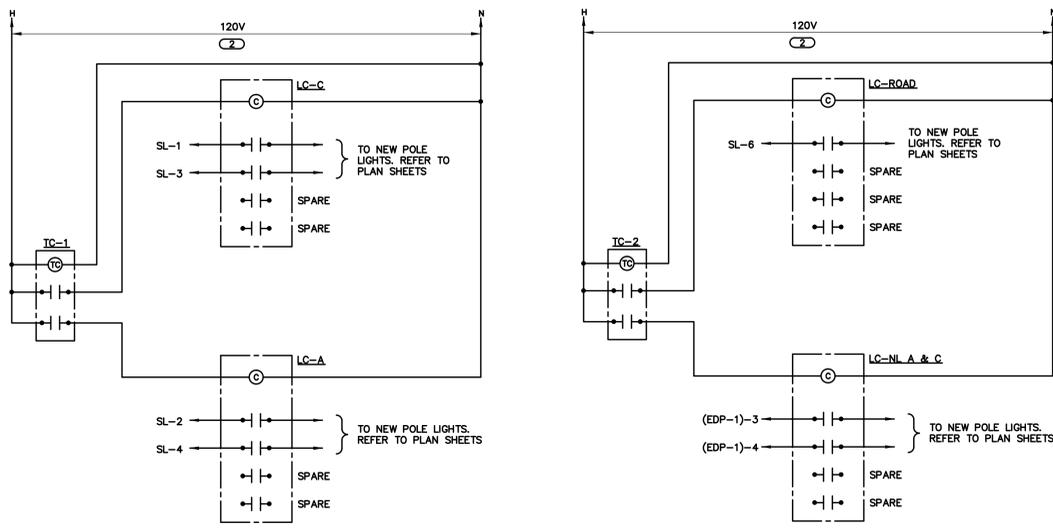 H
N
120V
2
LC-C
C
SL-1
SL-3
TO NEW POLE
LIGHTS. REFER TO
PLAN SHEETS
SPARE
SPARE
TC-1
TC
LC-A
C
SL-2
SL-4
TO NEW POLE LIGHTS.
REFER TO PLAN SHEETS
SPARE
SPARE
H
N
120V
2
LC-ROAD
C
SL-6
TO NEW POLE
LIGHTS. REFER TO
PLAN SHEETS
SPARE
SPARE
SPARE
TC-2
TC
LC-NL A & C
C
(EDP-1)-3
(EDP-1)-4
TO NEW POLE LIGHTS.
REFER TO PLAN SHEETS
SPARE
SPARE